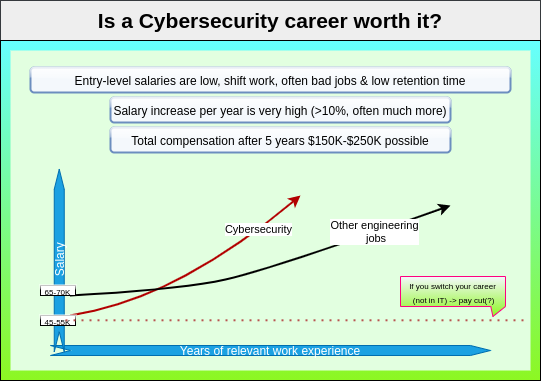 Is a Cybersecurity career worth it?
Entry-level salaries are low, shift work, often bad jobs & low retention time
Salary increase per year is very high (>10%, often much more)
Total compensation after 5 years $150K-$250K possible
Salary
Cybersecurity
Other engineering
jobs
65-70K
If you switch your career
(not in IT) -> pay cut(?)
45-55K
Years of relevant work experience